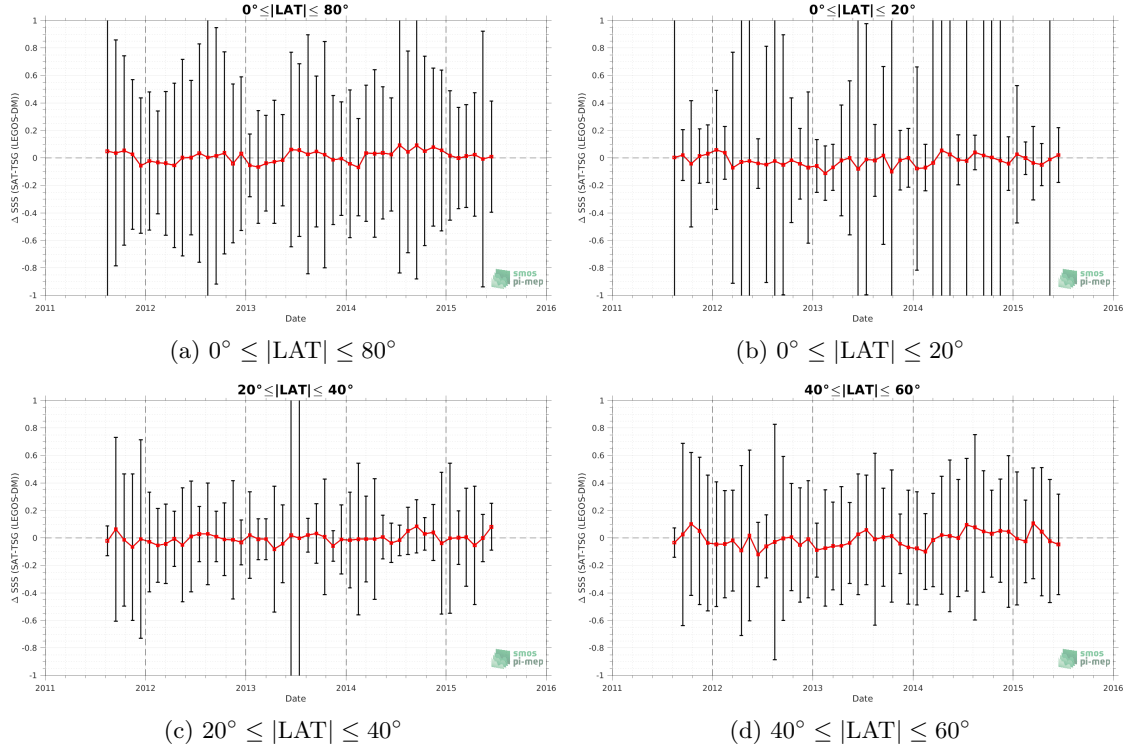 0°≤|LAT|≤ 80°
Δ SSS (SAT-TSG (LEGOS-DM))
1
0.8
0.6
0.4
0.2
0
-0.2
-0.4
-0.6
-0.8
-1
smos
pi-mep
2011 2012 2013 2014 2015 2016
Date
(a) 0° ≤ |LAT| ≤ 80°
0°≤|LAT|≤ 20°
Δ SSS (SAT-TSG (LEGOS-DM))
1
0.8
0.6
0.4
0.2
0
-0.2
-0.4
-0.6
-0.8
-1
smos
pi-mep
2011 2012 2013 2014 2015 2016
Date
(b) 0° ≤ |LAT| ≤ 20°
20°≤|LAT|≤ 40°
Δ SSS (SAT-TSG (LEGOS-DM))
1
0.8
0.6
0.4
0.2
0
-0.2
-0.4
-0.6
-0.8
-1
smos
pi-mep
2011 2012 2013 2014 2015 2016
Date
(c) 20° ≤ |LAT| ≤ 40°
40°≤|LAT|≤ 60°
Δ SSS (SAT-TSG (LEGOS-DM))
1
0.8
0.6
0.4
0.2
0
-0.2
-0.4
-0.6
-0.8
-1
smos
pi-mep
2011 2012 2013 2014 2015 2016
Date
(d) 40° ≤ |LAT| ≤ 60°